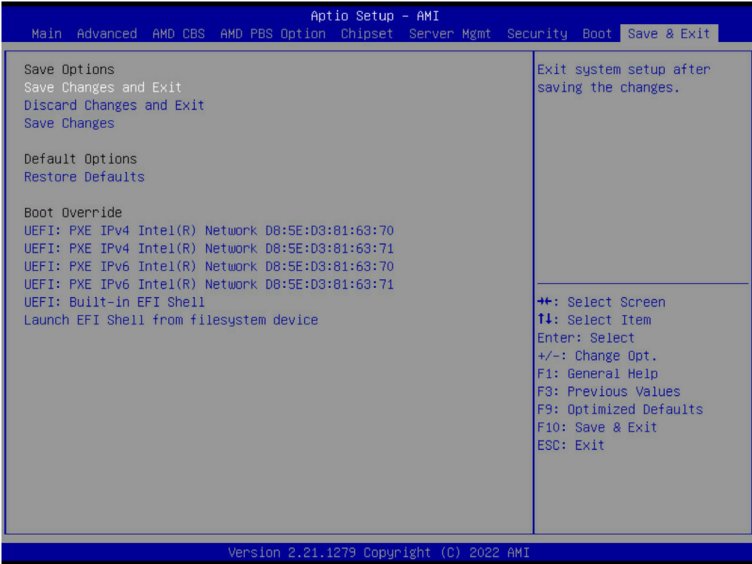 Aptio Setup - AMI
Main Advanced AMD CBS AMD PBS Option Chipset Server Mgmt Security Boot Save & Exit
Save Options
Save Changes and Exit
Discard Changes and Exit
Save Changes
Default Options
Restore Defaults
Boot Override
UEFI: PXE IPv4 Intel(R) Network D8:5E:D3:81:63:70
UEFI: PXE IPv4 Intel(R) Network D8:5E:D3:81:63:71
UEFI: PXE IPv6 Intel(R) Network D8:5E:D3:81:63:70
UEFI: PXE IPv6 Intel(R) Network D8:5E:D3:81:63:71
UEFI: Built-in EFI Shell
Launch EFI Shell from filesystem device
Exit system setup after
saving the changes.
→←: Select Screen
↑↓: Select Item
Enter: Select
+/-: Change Opt.
F1: General Help
F3: Previous Values
F9: Optimized Defaults
F10: Save & Exit
ESC: Exit
Version 2.21.1279 Copyright (C) 2022 AMI